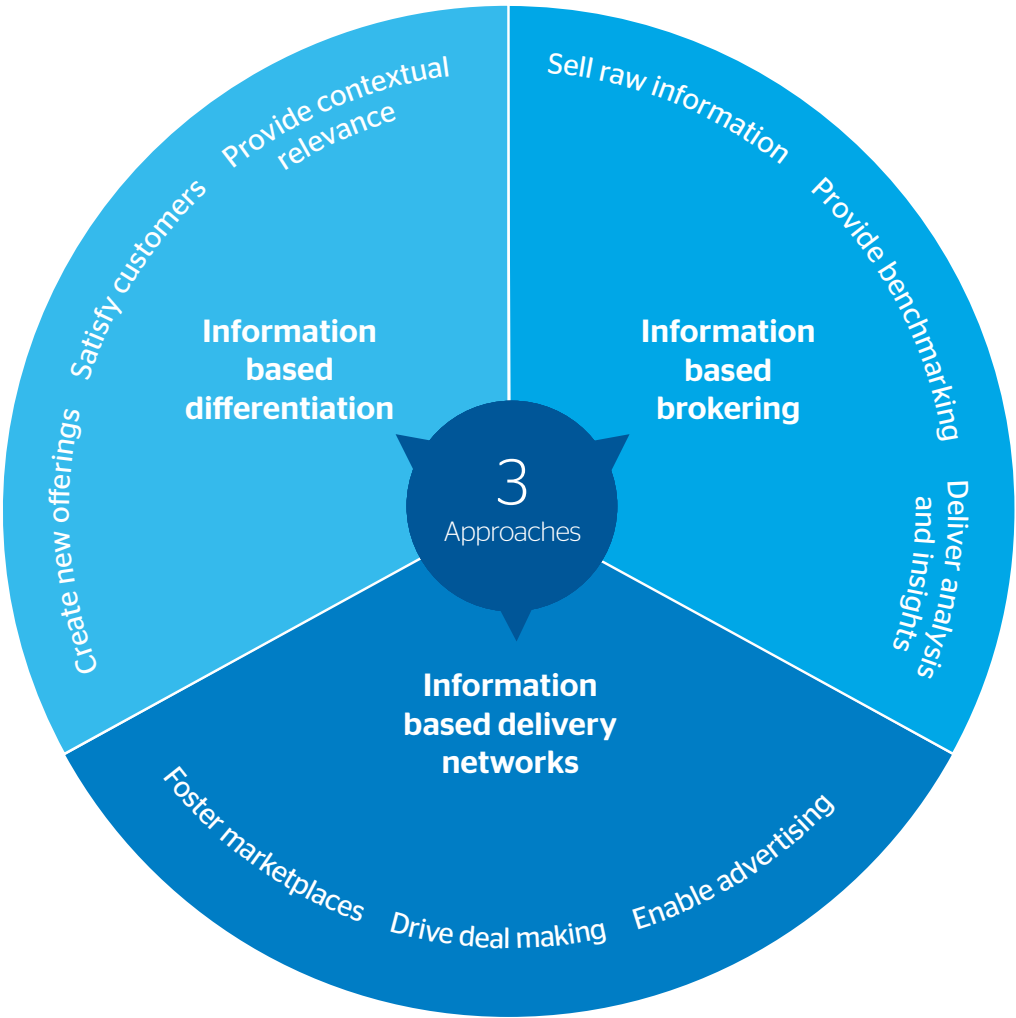 Provide contextual
relevance
Satisfy customers
Create new offerings
Information
based
differentiation
Sell raw information
Provide benchmarking
Deliver analysis
and insights
Information
based
brokering
3
Approaches
Information
based delivery
networks
Foster marketplaces
Drive deal making
Enable advertising